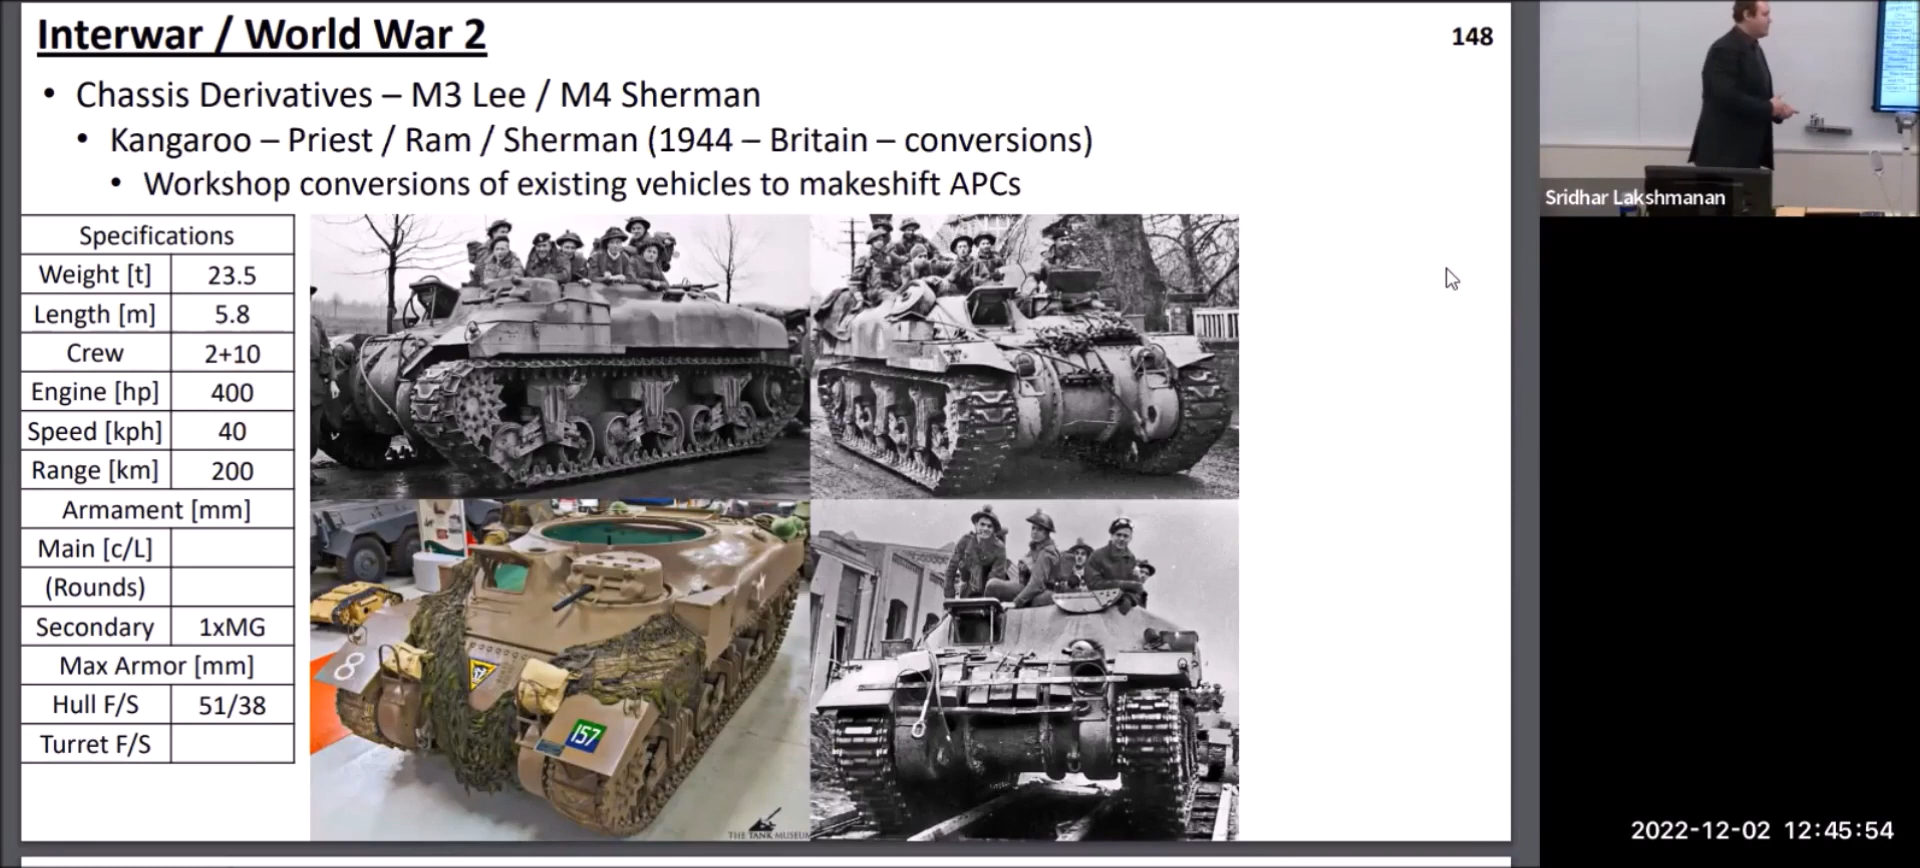 Interwar / World War 2
148
• Chassis Derivatives – M3 Lee / M4 Sherman
• Kangaroo – Priest / Ram / Sherman (1944 – Britain – conversions)
• Workshop conversions of existing vehicles to makeshift APCs
Specifications
Weight [t] 23.5
Length [m] 5.8
Crew 2+10
Engine [hp] 400
Speed [kph] 40
Range [km] 200
Armament [mm]
Main [c/L]
(Rounds)
Secondary 1xMG
Max Armor [mm]
Hull F/S 51/38
Turret F/S
8
157
THE TANK MUSEUM
Sridhar Lakshmanan
2022-12-02 12:45:54